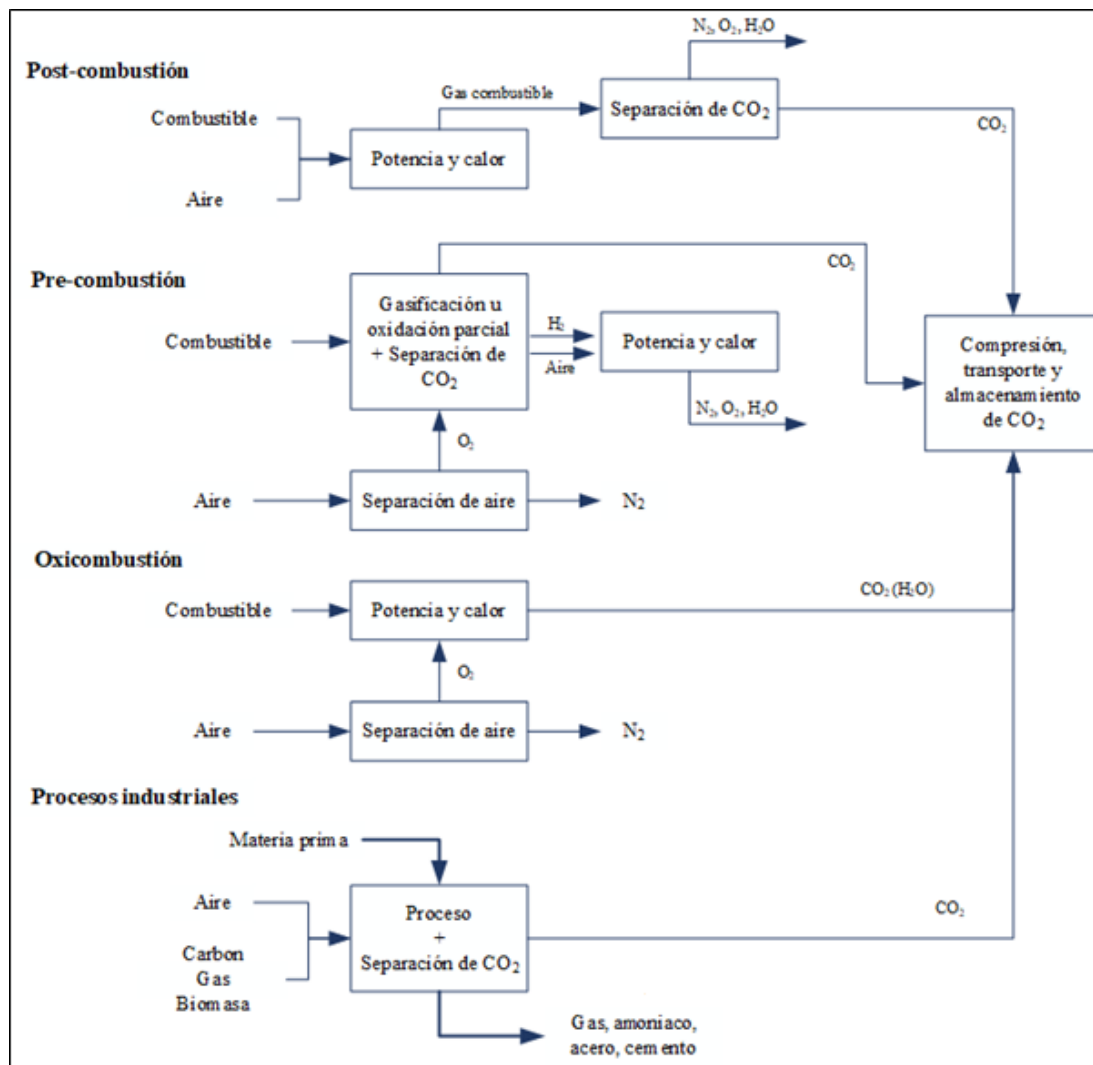 N₂, O₂, H₂O
Post-combustión
Gas combustible
Combustible
Separación de CO₂
CO₂
Potencia y calor
Aire
Pre-combustión
CO₂
Gasificación u
oxidación parcial
+ Separación de
CO₂
H₂
Combustible
Potencia y calor
Aire
Compresión,
transporte y
almacenamiento
de CO₂
N₂, O₂, H₂O
O₂
Aire
Separación de aire
N₂
Oxicombustión
CO₂ (H₂O)
Combustible
Potencia y calor
O₂
Aire
Separación de aire
N₂
Procesos industriales
Materia prima
Aire
CO₂
Proceso
+
Separación de CO₂
Carbon
Gas
Biomasa
Gas, amoniaco,
acero, cemento